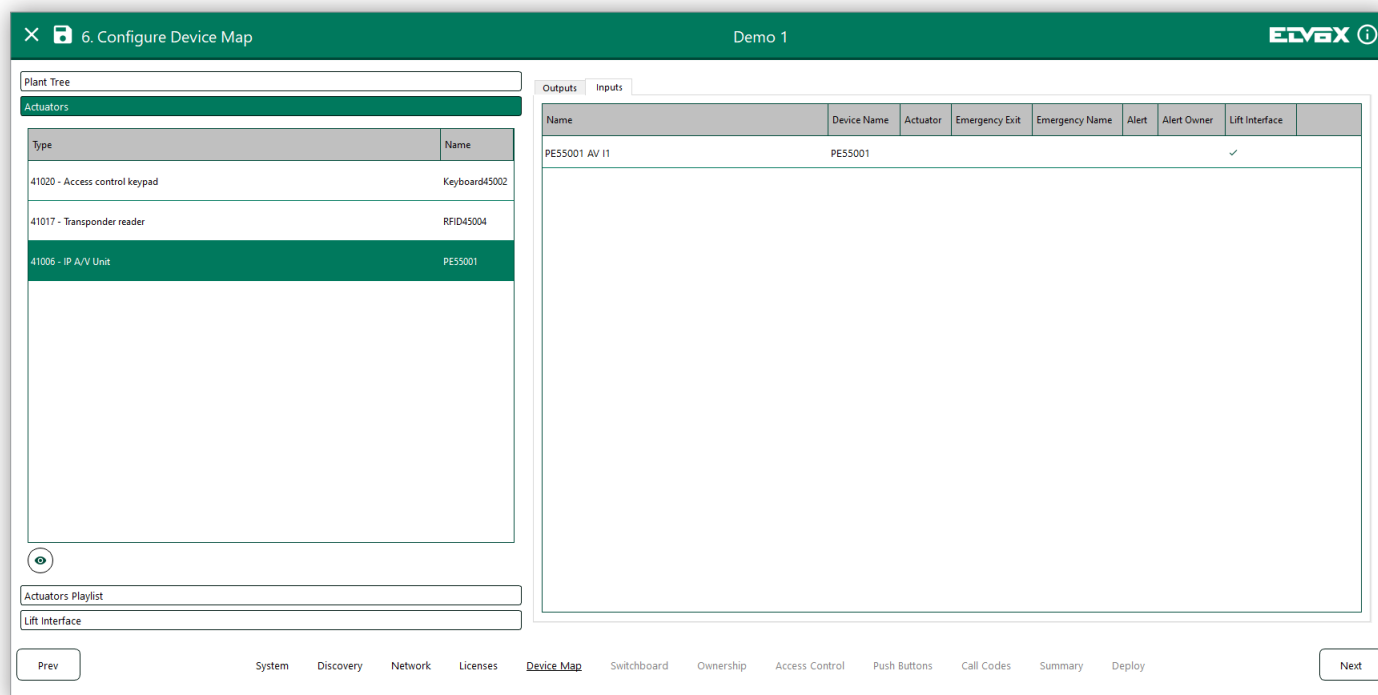 6. Configure Device Map
Demo 1
ELVOX
Plant Tree
Actuators
Type Name
41020 - Access control keypad Keyboard45002
41017 - Transponder reader RFID45004
41006 - IP A/V Unit PE55001
Actuators Playlist
Lift Interface
Outputs Inputs
Name Device Name Actuator Emergency Exit Emergency Name Alert Alert Owner Lift Interface
PE55001 AV I1 PE55001 ✓
Prev System Discovery Network Licenses Device Map Switchboard Ownership Access Control Push Buttons Call Codes Summary Deploy Next